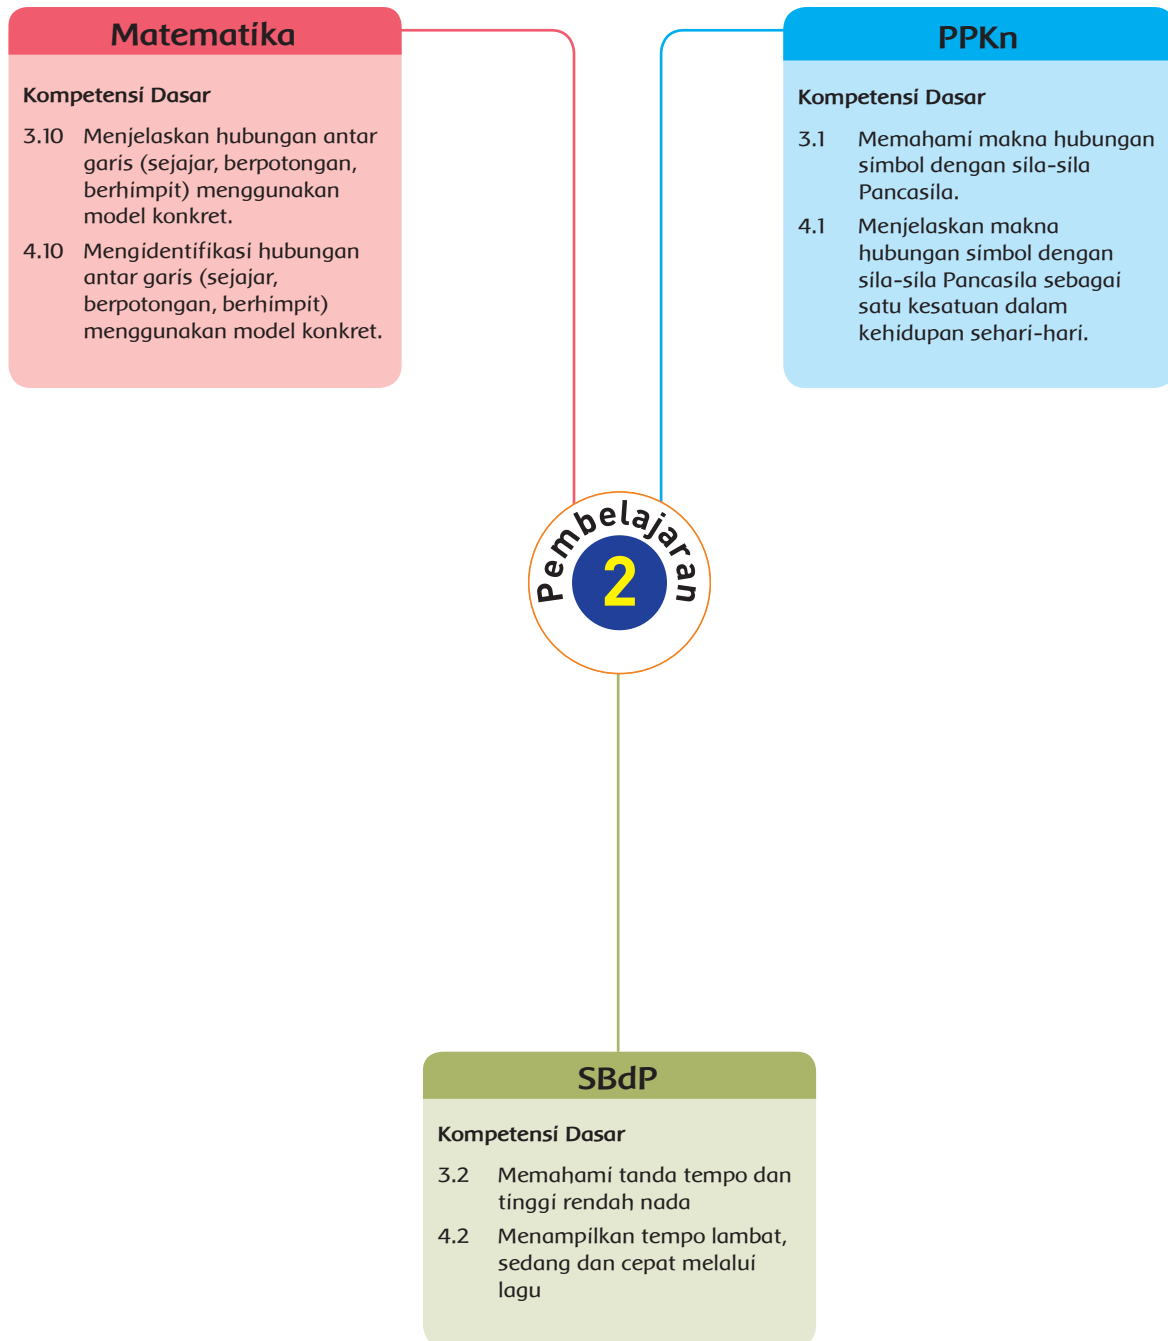 Matematika
Kompetensi Dasar
3.10 Menjelaskan hubungan antar
garis (sejajar, berpotongan,
berhimpit) menggunakan
model konkret.
4.10 Mengidentifikasi hubungan
antar garis (sejajar,
berpotongan, berhimpit)
menggunakan model konkret.
PPKn
Kompetensi Dasar
3.1 Memahami makna hubungan
simbol dengan sila-sila
Pancasila.
4.1 Menjelaskan makna
hubungan simbol dengan
sila-sila Pancasila sebagai
satu kesatuan dalam
kehidupan sehari-hari.
Pembelajaran
2
SBdP
Kompetensi Dasar
3.2 Memahami tanda tempo dan
tinggi rendah nada
4.2 Menampilkan tempo lambat,
sedang dan cepat melalui
lagu